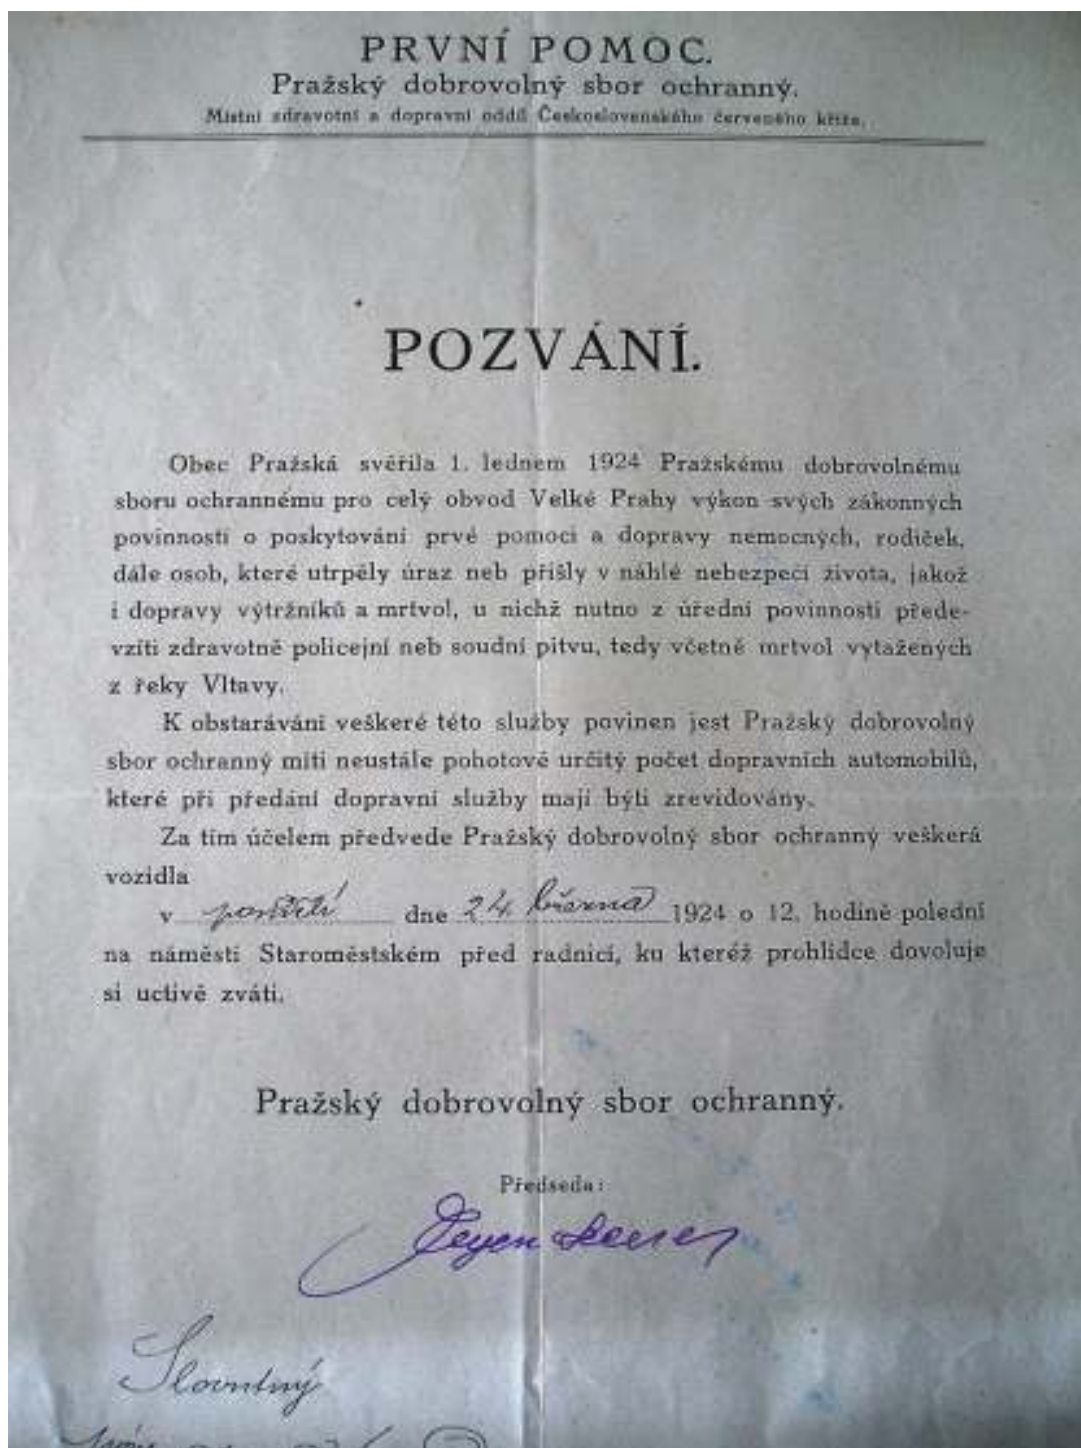 PRVNÍ POMOC.
Pražský dobrovolný sbor ochranný.
Místní zdravotní a dopravní oddíl Československého červeného kříže.
POZVÁNÍ.
Obec Pražská svěřila 1. lednem 1924 Pražskému dobrovolnému
sboru ochrannému pro celý obvod Velké Prahy výkon svých zákonných
povinností o poskytování prvé pomoci a dopravy nemocných, rodiček,
dále osob, které utrpěly úraz neb přišly v náhlé nebezpečí života, jakož
i dopravy výtržníků a mrtvol, u nichž nutno z úřední povinnosti přede-
vzíti zdravotně policejní neb soudní pitvu, tedy včetně mrtvol vytažených
z řeky Vltavy.
K obstarávání veškeré této služby povinen jest Pražský dobrovolný
sbor ochranný míti neustále pohotově určitý počet dopravních automobilů,
které při předání dopravní služby mají býti zrevidovány.
Za tím účelem předvede Pražský dobrovolný sbor ochranný veškerá
vozidla
v pondělí dne 24. března 1924 o 12. hodině polední
na náměstí Staroměstském před radnicí, ku kteréž prohlídce dovoluje
si uctivě zváti.
Pražský dobrovolný sbor ochranný.
Předseda:
Slovutný